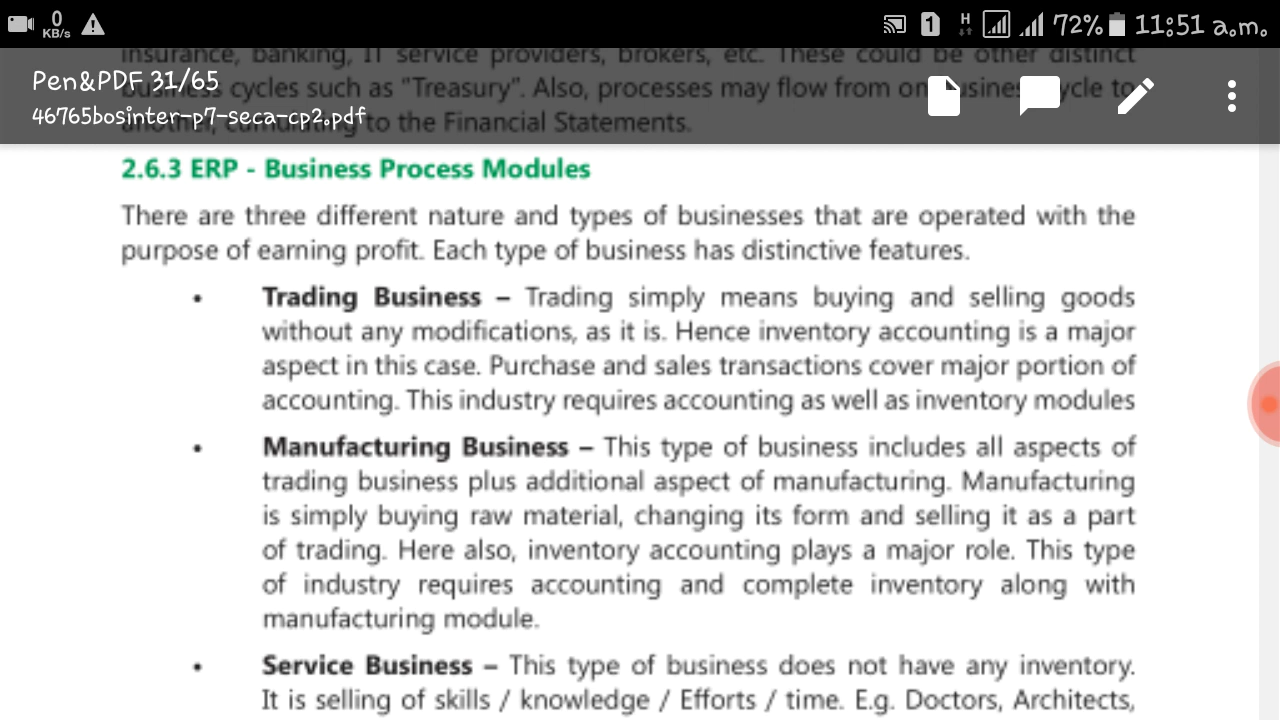 0
KB/s
1 H 72% 11:51 a.m.
insurance, banking, IT service providers, brokers, etc. These could be other distinct
Pen&PDF 31/65
cycles such as "Treasury". Also, processes may flow from on
46765bosinter-p7-seca-cp2.pdf
to the Financial Statements.
2.6.3 ERP - Business Process Modules
There are three different nature and types of businesses that are operated with the
purpose of earning profit. Each type of business has distinctive features.
• Trading Business – Trading simply means buying and selling goods
without any modifications, as it is. Hence inventory accounting is a major
aspect in this case. Purchase and sales transactions cover major portion of
accounting. This industry requires accounting as well as inventory modules
• Manufacturing Business – This type of business includes all aspects of
trading business plus additional aspect of manufacturing. Manufacturing
is simply buying raw material, changing its form and selling it as a part
of trading. Here also, inventory accounting plays a major role. This type
of industry requires accounting and complete inventory along with
manufacturing module.
• Service Business – This type of business does not have any inventory.
It is selling of skills / knowledge / Efforts / time. E.g. Doctors, Architects,